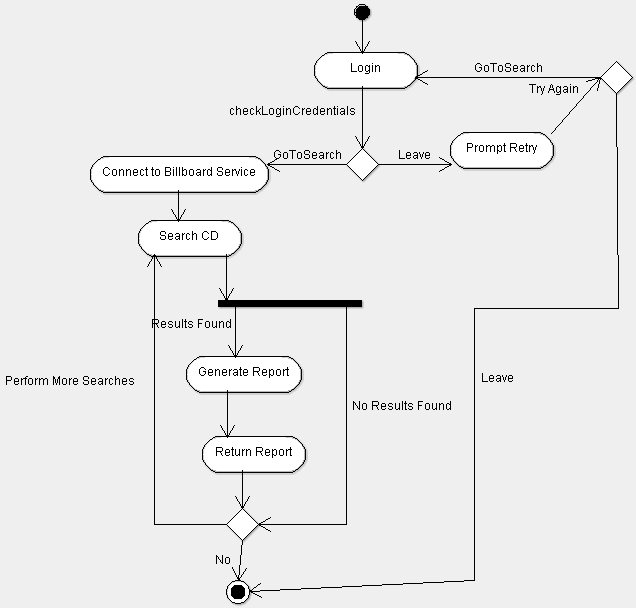 Login
GoToSearch
Try Again
checkLoginCredentials
GoToSearch
Leave
Prompt Retry
Connect to Billboard Service
Search CD
Results Found
Generate Report
Perform More Searches
Leave
No Results Found
Return Report
No